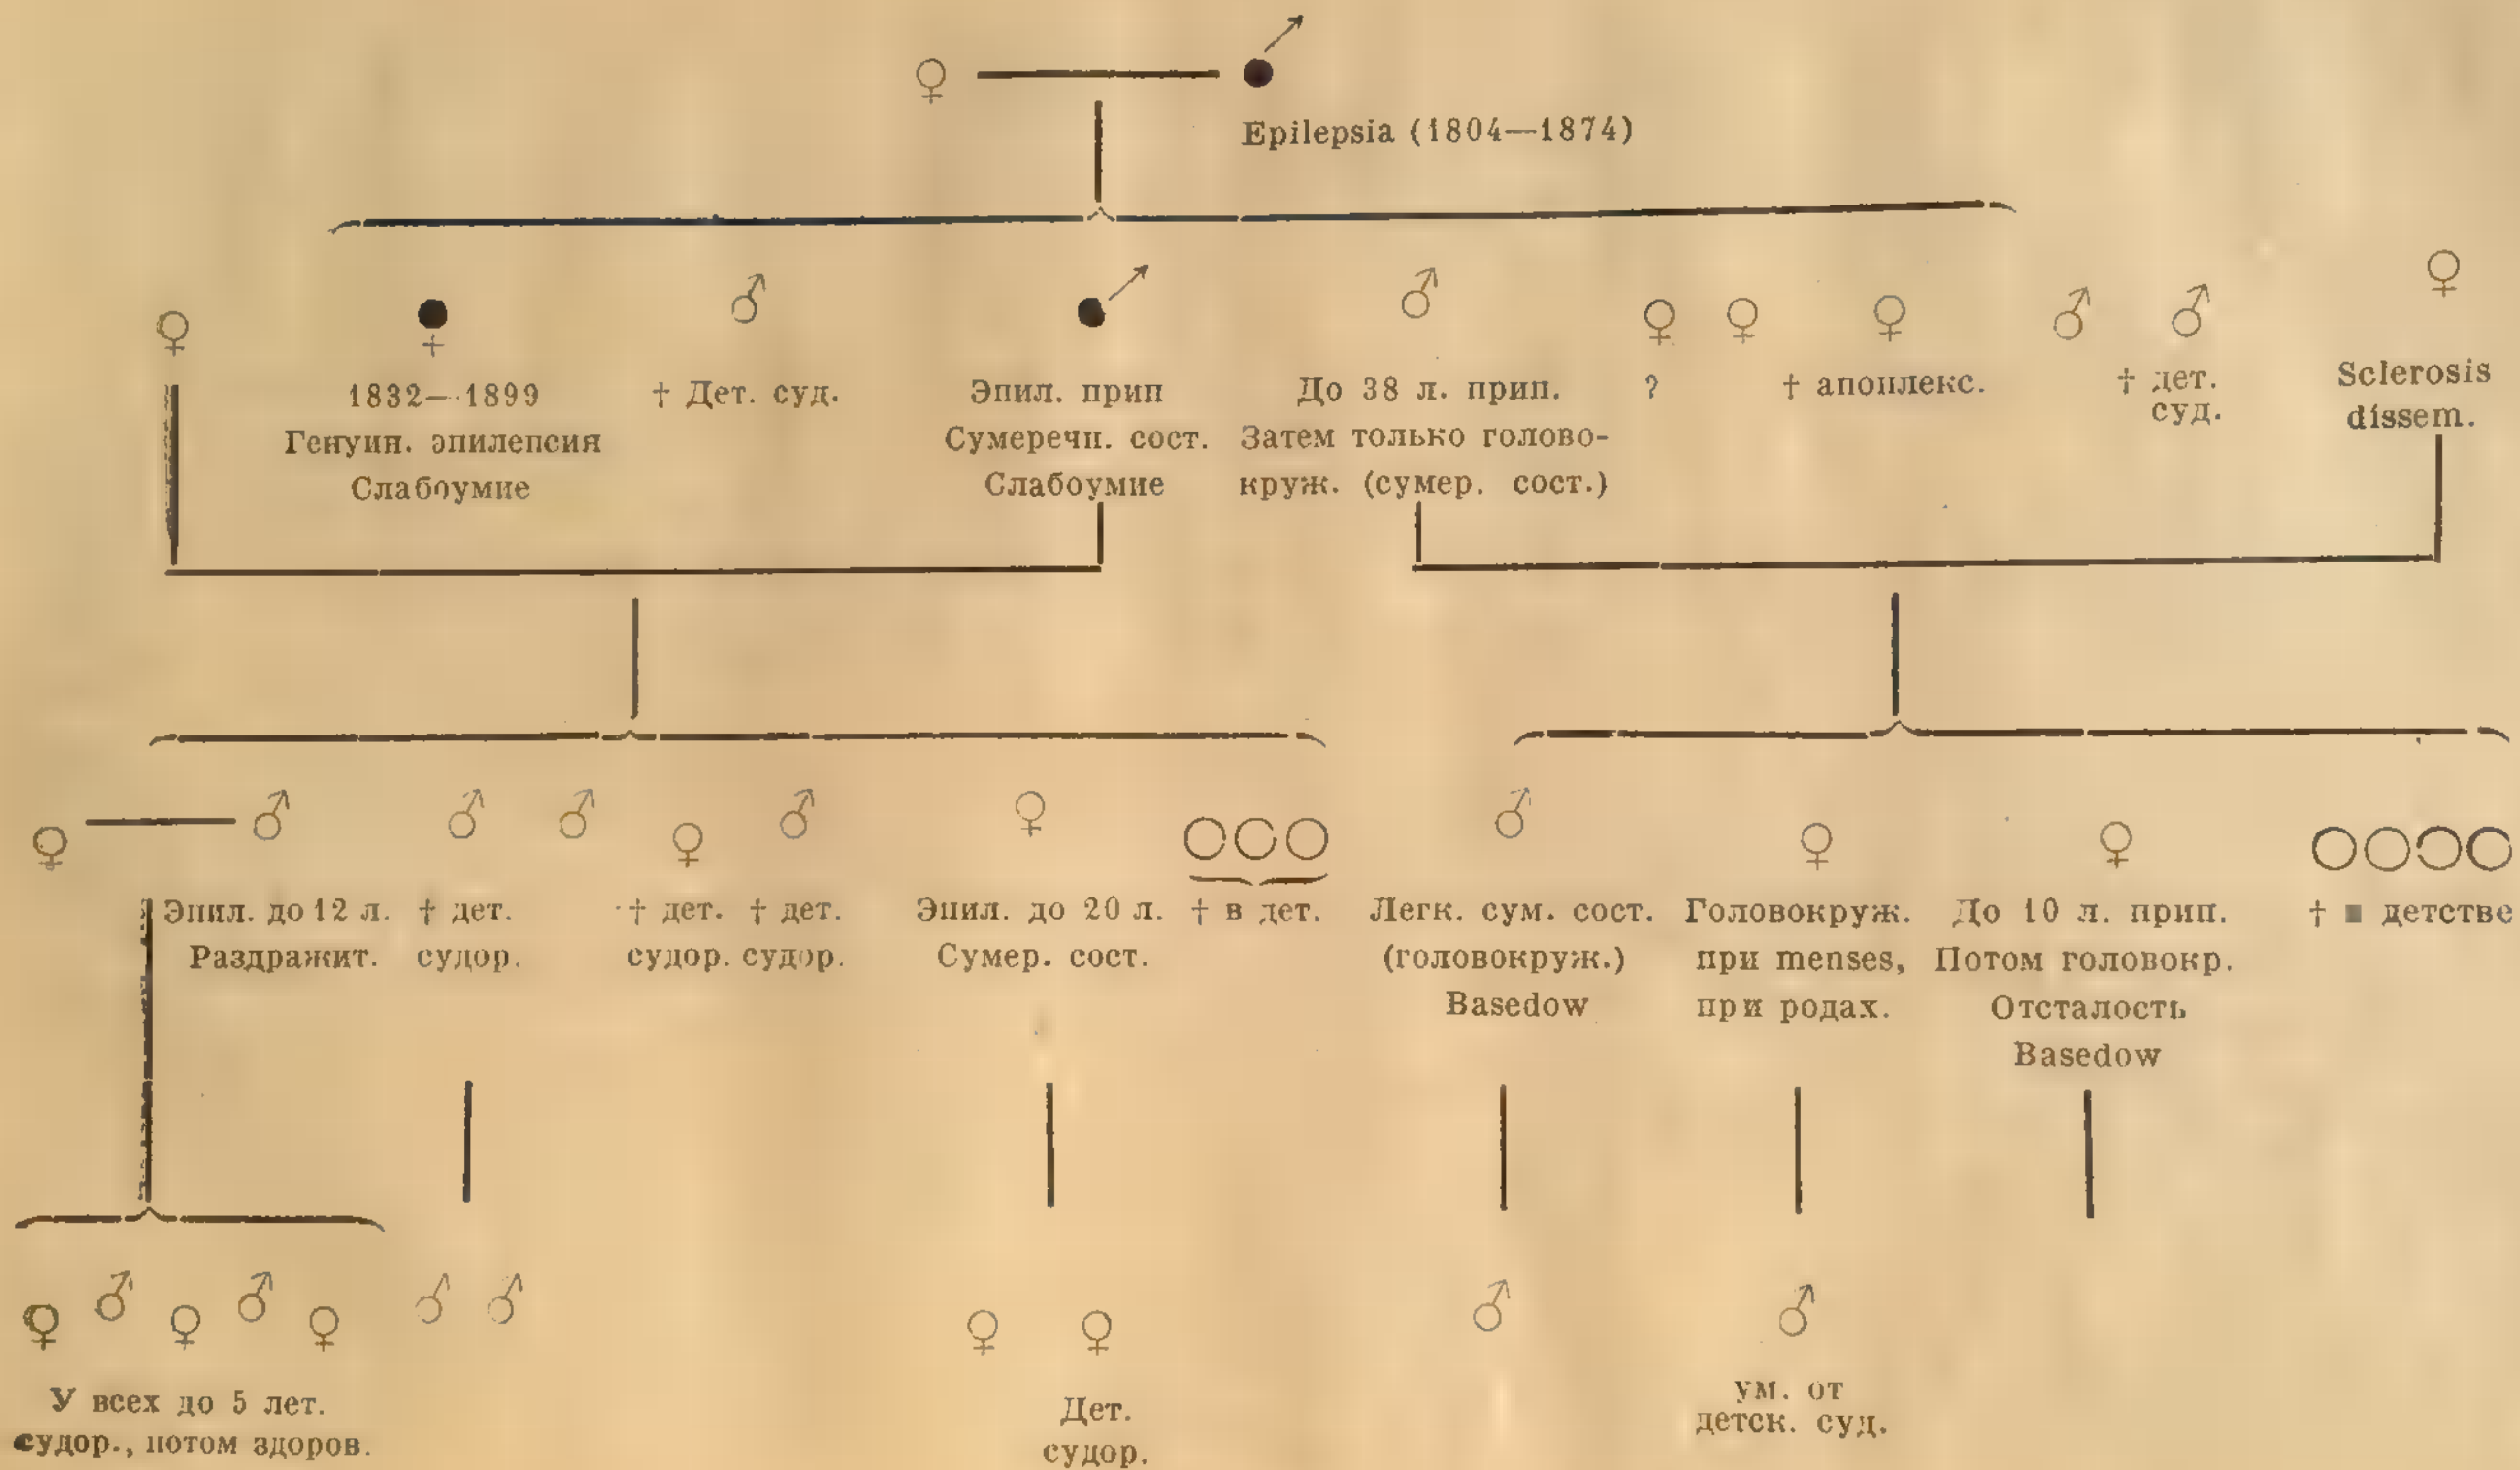 Epilepsia (1804—1874)
1832—1899
Генуин. эпилепсия
Слабоумие
† Дет. суд.
Эпил. прип
Сумеречн. сост.
Слабоумие
До 38 л. прип.
Затем только голово-
круж. (сумер. сост.)
?
† апоплекс.
† дет.
суд.
Sclerosis
dissem.
Эпил. до 12 л.
Раздражит.
† дет.
судор.
† дет.
судор.
† дет.
судор.
Эпил. до 20 л.
Сумер. сост.
† в дет.
Легк. сум. сост.
(головокруж.)
Basedow
Головокруж.
при menses,
при родах.
До 10 л. прип.
Потом головокр.
Отсталость
Basedow
† в детстве
У всех до 5 лет.
судор., потом здоров.
Дет.
судор.
ум. от
детск. суд.